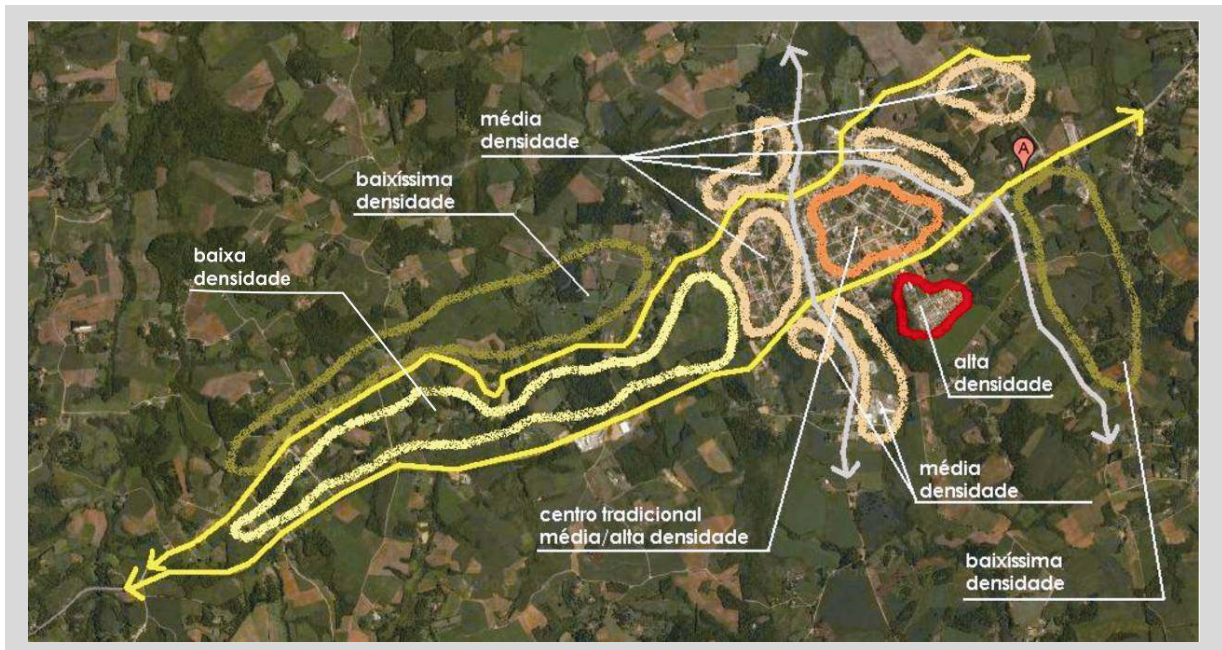 média
densidade
baixíssima
densidade
baixa
densidade
A
alta
densidade
média
densidade
centro tradicional
média/alta densidade
baixíssima
densidade